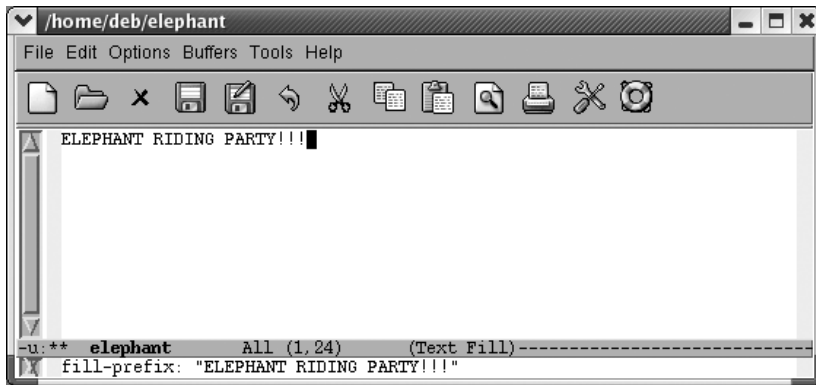 /home/deb/elephant
File Edit Options Buffers Tools Help
ELEPHANT RIDING PARTY!!!
-u:** elephant All (1,24) (Text Fill)-----------------------------
fill-prefix: "ELEPHANT RIDING PARTY!!!"